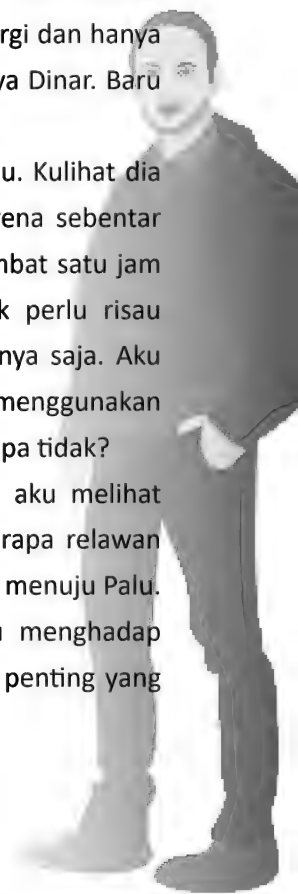 rgi dan hanya
ya Dinar. Baru
u. Kulihat dia
ena sebentar
mbat satu jam
k perlu risau
nya saja. Aku
menggunakan
pa tidak?
aku melihat
rapa relawan
menuju Palu.
u menghadap
penting yang